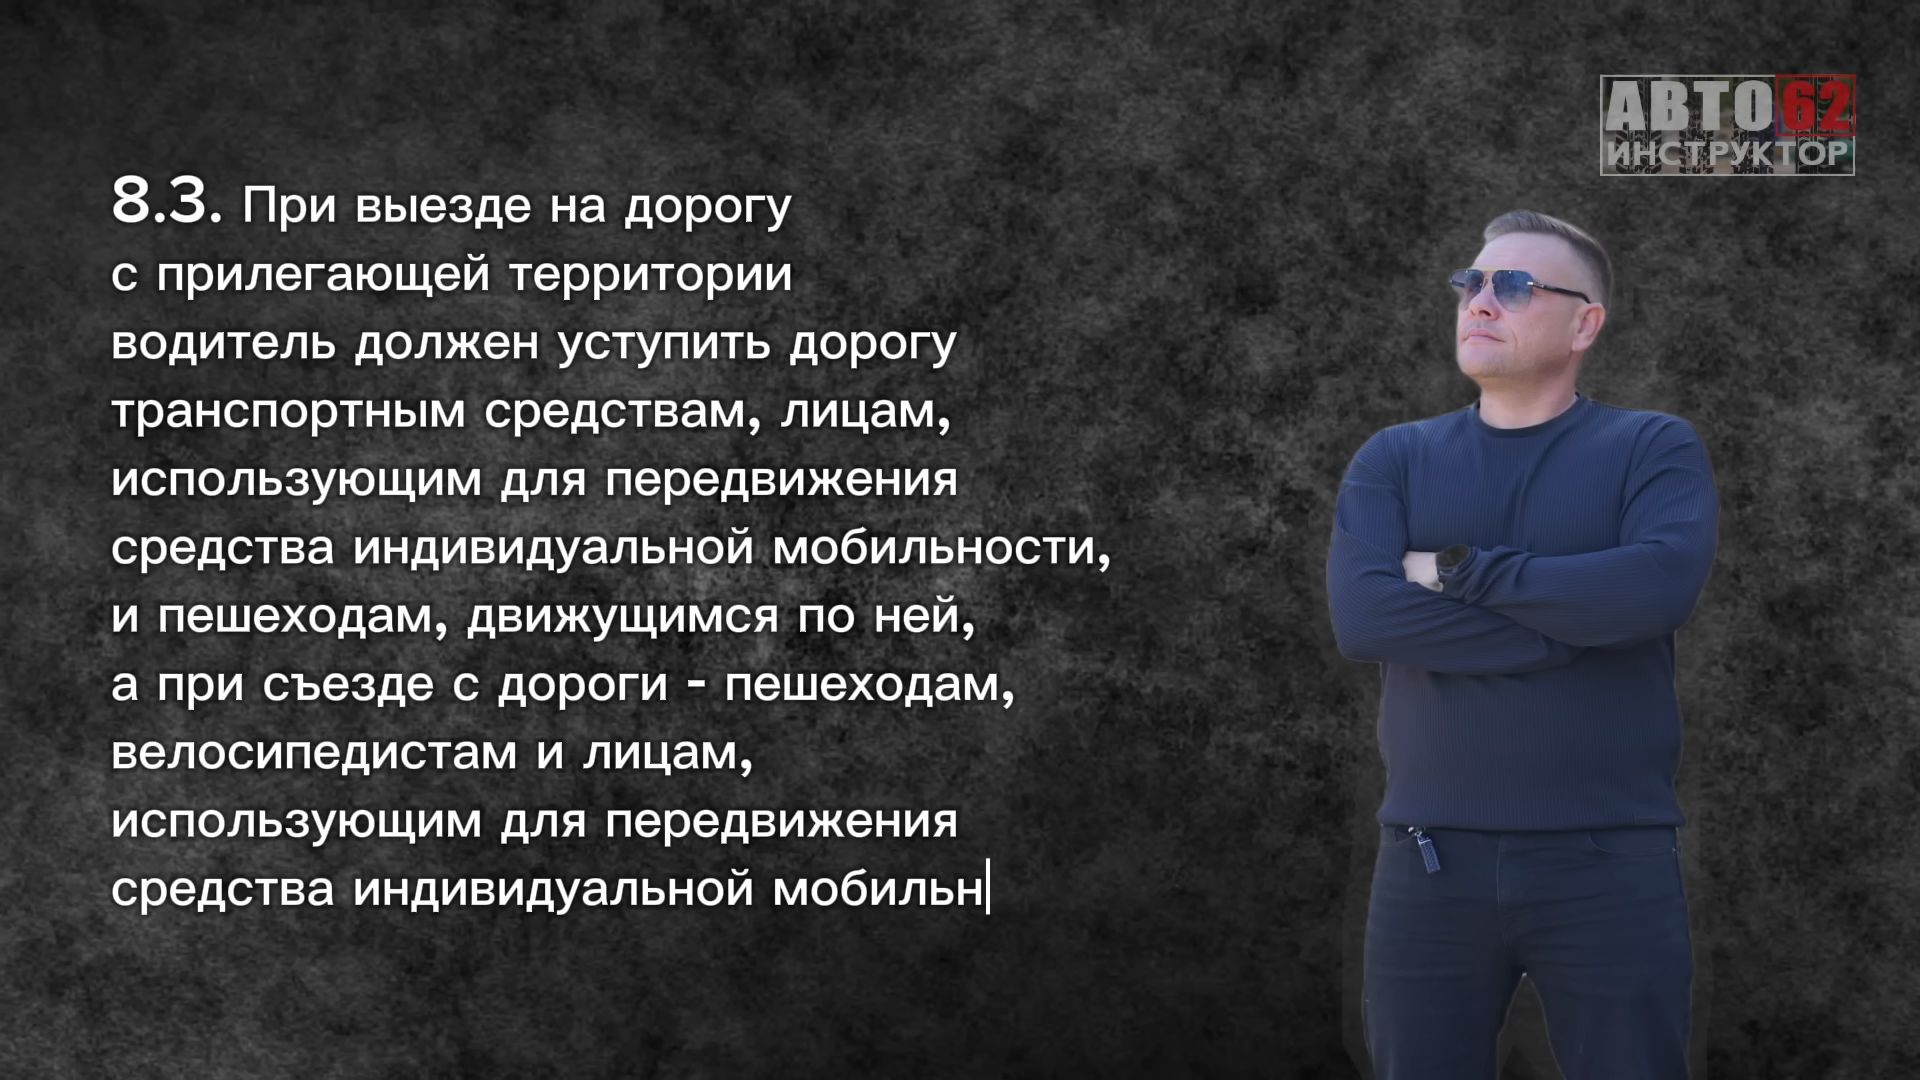 АВТО62
ИНСТРУКТОР
8.3. При выезде на дорогу
с прилегающей территории
водитель должен уступить дорогу
транспортным средствам, лицам,
использующим для передвижения
средства индивидуальной мобильности,
и пешеходам, движущимся по ней,
а при съезде с дороги - пешеходам,
велосипедистам и лицам,
использующим для передвижения
средства индивидуальной мобильн